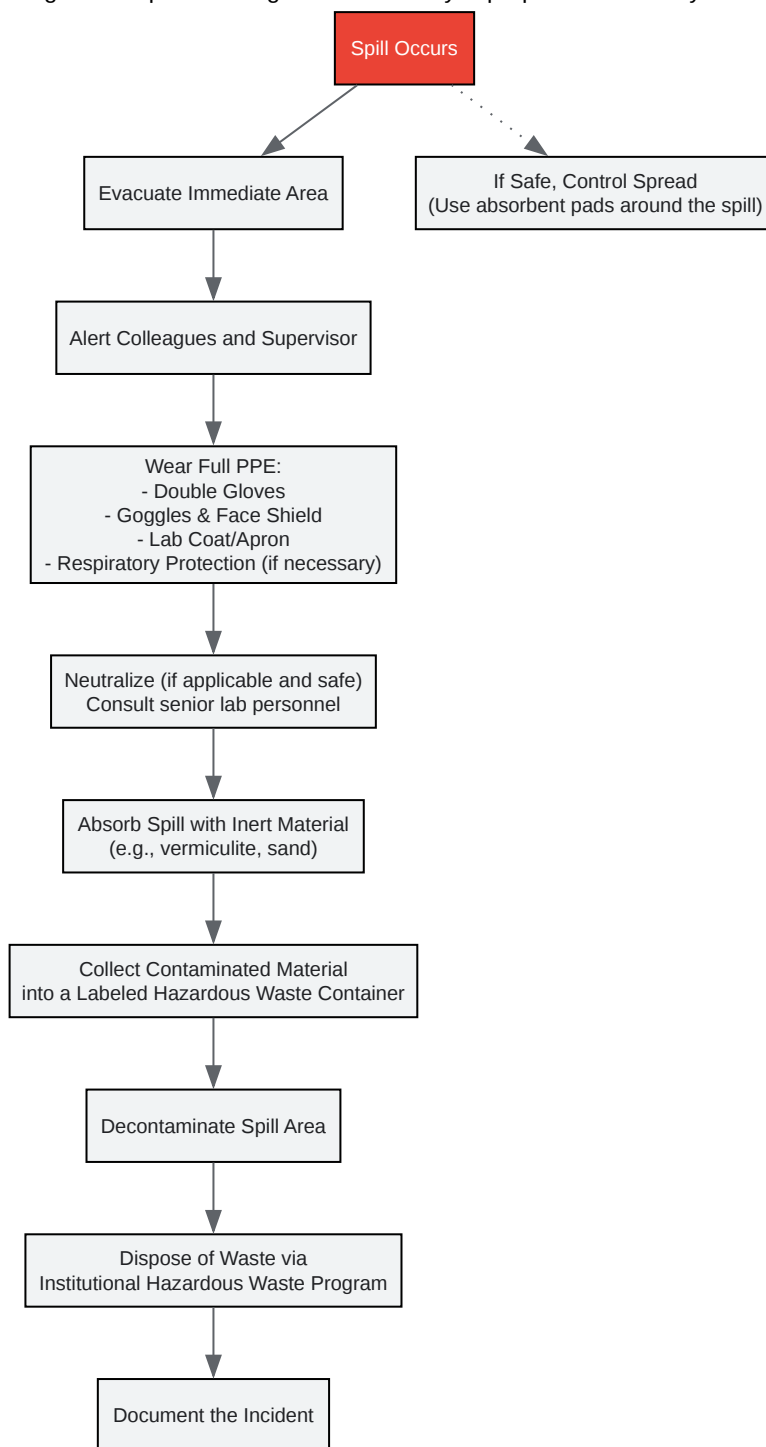 Spill Occurs
Evacuate Immediate Area
If Safe, Control Spread
(Use absorbent pads around the spill)
Alert Colleagues and Supervisor
Wear Full PPE:
- Double Gloves
- Goggles & Face Shield
- Lab Coat/Apron
- Respiratory Protection (if necessary)
Neutralize (if applicable and safe)
Consult senior lab personnel
Absorb Spill with Inert Material
(e.g., vermiculite, sand)
Collect Contaminated Material
into a Labeled Hazardous Waste Container
Decontaminate Spill Area
Dispose of Waste via
Institutional Hazardous Waste Program
Document the Incident